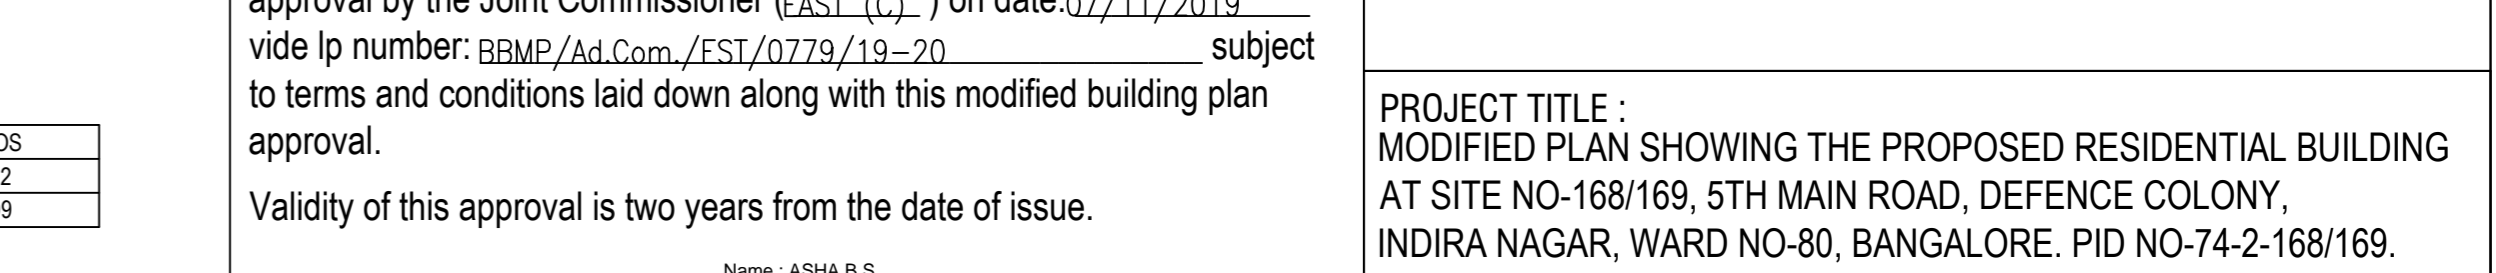 approval by the Joint Commissioner (EAST (C) ) on date:07/11/2019
vide lp number: BBMP/Ad.Com./EST/0779/19-20 subject
to terms and conditions laid down along with this modified building plan
approval.
Validity of this approval is two years from the date of issue.
Name : ASHA B S
PROJECT TITLE :
MODIFIED PLAN SHOWING THE PROPOSED RESIDENTIAL BUILDING
AT SITE NO-168/169, 5TH MAIN ROAD, DEFENCE COLONY,
INDIRA NAGAR, WARD NO-80, BANGALORE. PID NO-74-2-168/169.